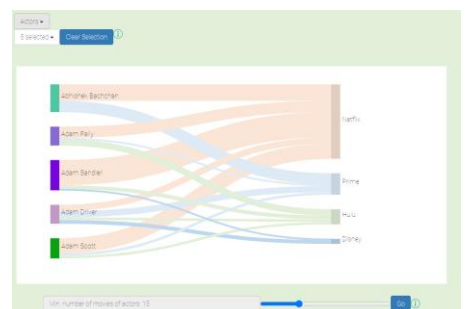 Actors
5 selected
Clear Selection
Abhishek Bachchan
Netflix
Adam Pally
Adam Sandler
Prime
Adam Driver
Hulu
Adam Scott
Disney
Min. number of movies of actors: 15
Go